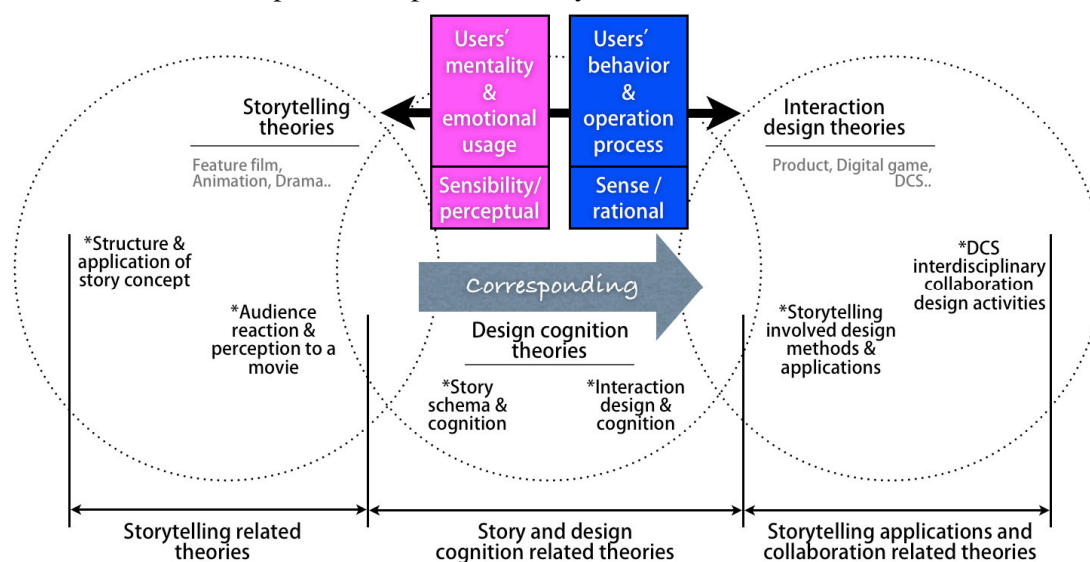 Users'
mentality
&
emotional
usage
Sensibility/
perceptual
Users'
behavior
&
operation
process
Sense /
rational
Storytelling
theories
Feature film,
Animation, Drama..
Interaction
design theories
Product, Digital game,
DCS..
*Structure &
application of
story concept
*Audience
reaction &
perception to a
movie
Corresponding
Design cognition
theories
*Story
schema &
cognition
*Interaction
design &
cognition
*Storytelling
involved design
methods &
applications
*DCS
interdisciplinary
collaboration
design activities
Storytelling related
theories
Story and design
cognition related theories
Storytelling applications and
collaboration related theories